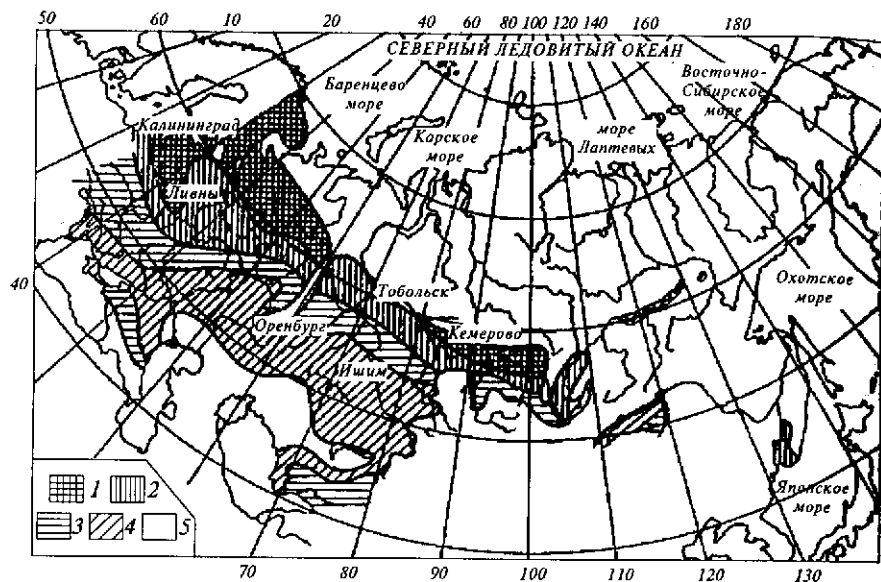 50 60 10 20 40 60 80 100 120 140 160 180
СЕВЕРНЫЙ ЛЕДОВИТЫЙ ОКЕАН
Баренцево
море
Восточно-
Сибирское
море
Калининград
Карское
море
море
Лаптевых
Ливны
40
Охотское
море
Тобольск
Оренбург
Кемерово
Ишим
Японское
море
1 2
3 4 5
70 80 90 100 110 120 130